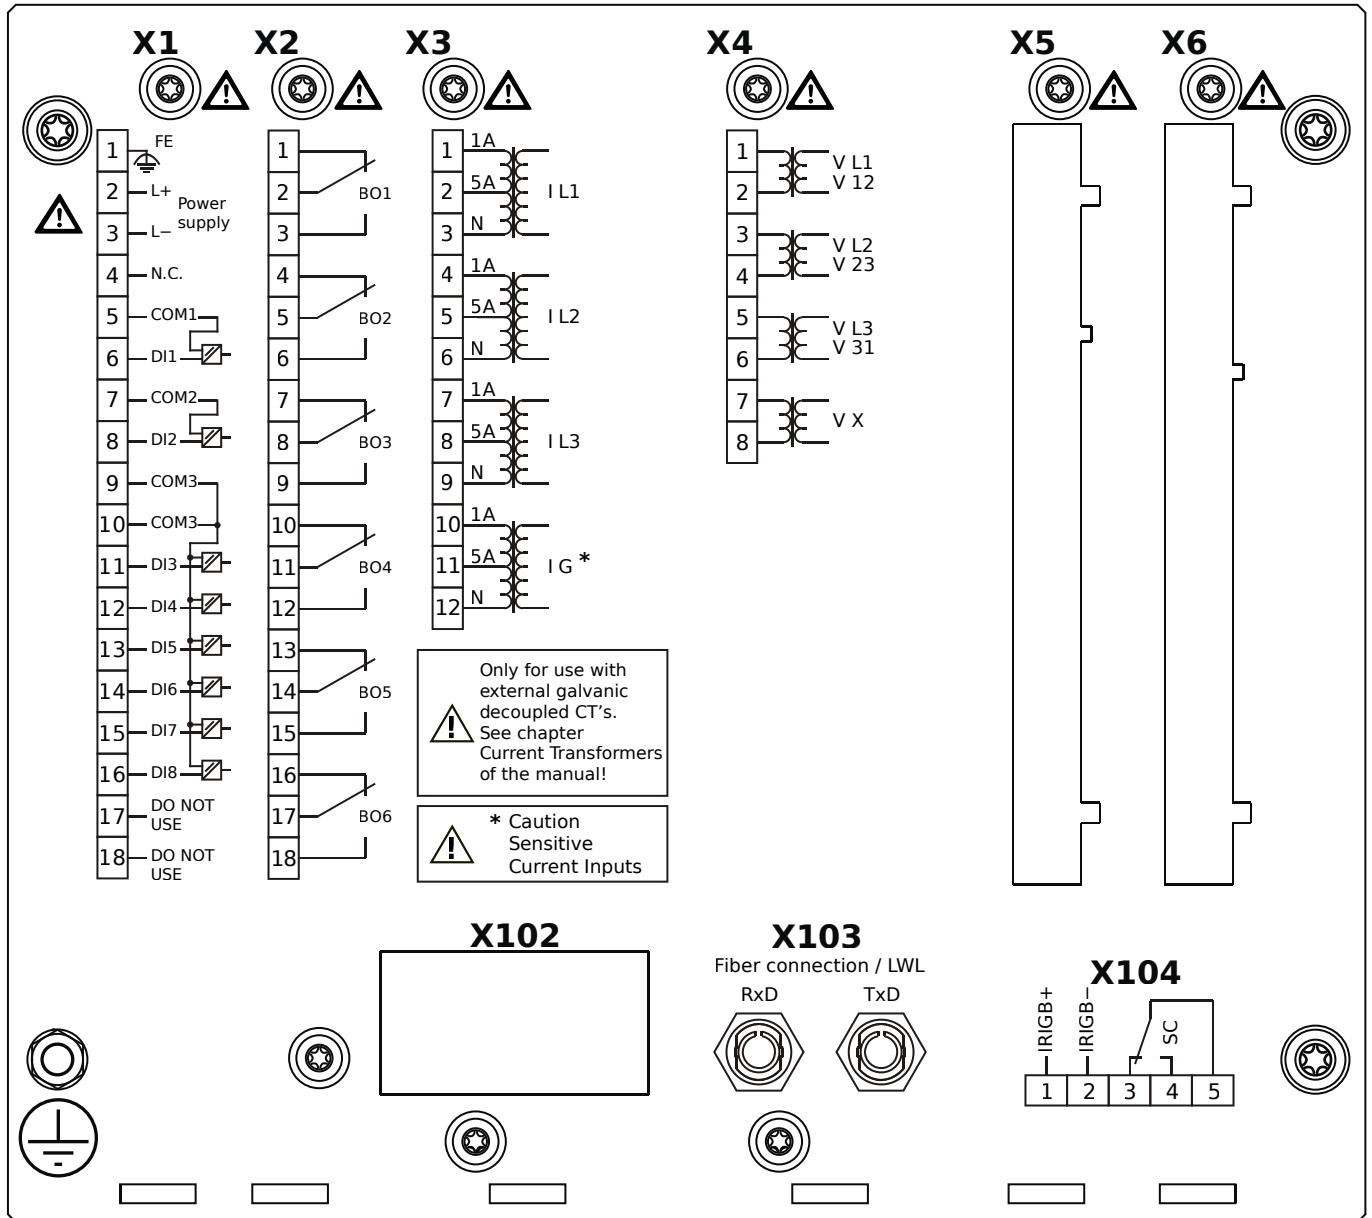 X1 X2 X3 X4 X5 X6
1 FE
2 L+ Power
supply
3 L−
4 N.C.
5 COM1
6 DI1
7 COM2
8 DI2
9 COM3
10 COM3
11 DI3
12 DI4
13 DI5
14 DI6
15 DI7
16 DI8
17 DO NOT
USE
18 DO NOT
USE
1
2 BO1
3
4
5 BO2
6
7
8 BO3
9
10
11 BO4
12
13
14 BO5
15
16
17 BO6
18
1 1A
2 5A I L1
3 N
4 1A
5 5A I L2
6 N
7 1A
8 5A I L3
9 N
10 1A
11 5A I G *
12 N
Only for use with
external galvanic
decoupled CT's.
See chapter
Current Transformers
of the manual!
* Caution
Sensitive
Current Inputs
1 V L1
2 V 12
3 V L2
4 V 23
5 V L3
6 V 31
7 V X
8
X102
X103
Fiber connection / LWL
RxD TxD
X104
IRIGB+ IRIGB− SC
1 2 3 4 5